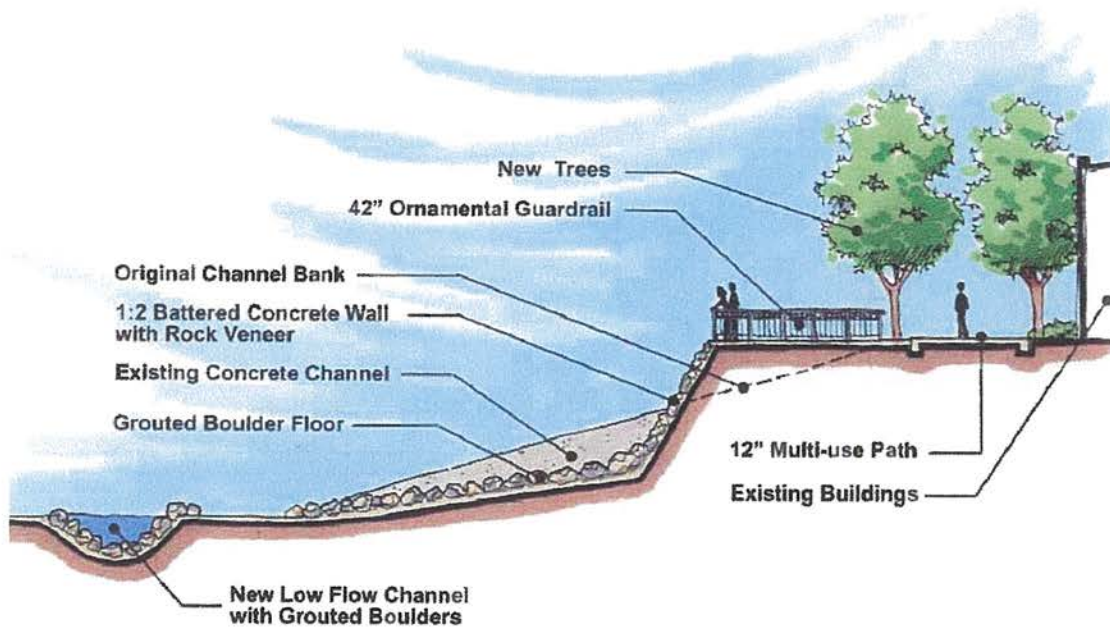 New Trees
42" Ornamental Guardrail
Original Channel Bank
1:2 Battered Concrete Wall
with Rock Veneer
Existing Concrete Channel
Grouted Boulder Floor
12" Multi-use Path
Existing Buildings
New Low Flow Channel
with Grouted Boulders